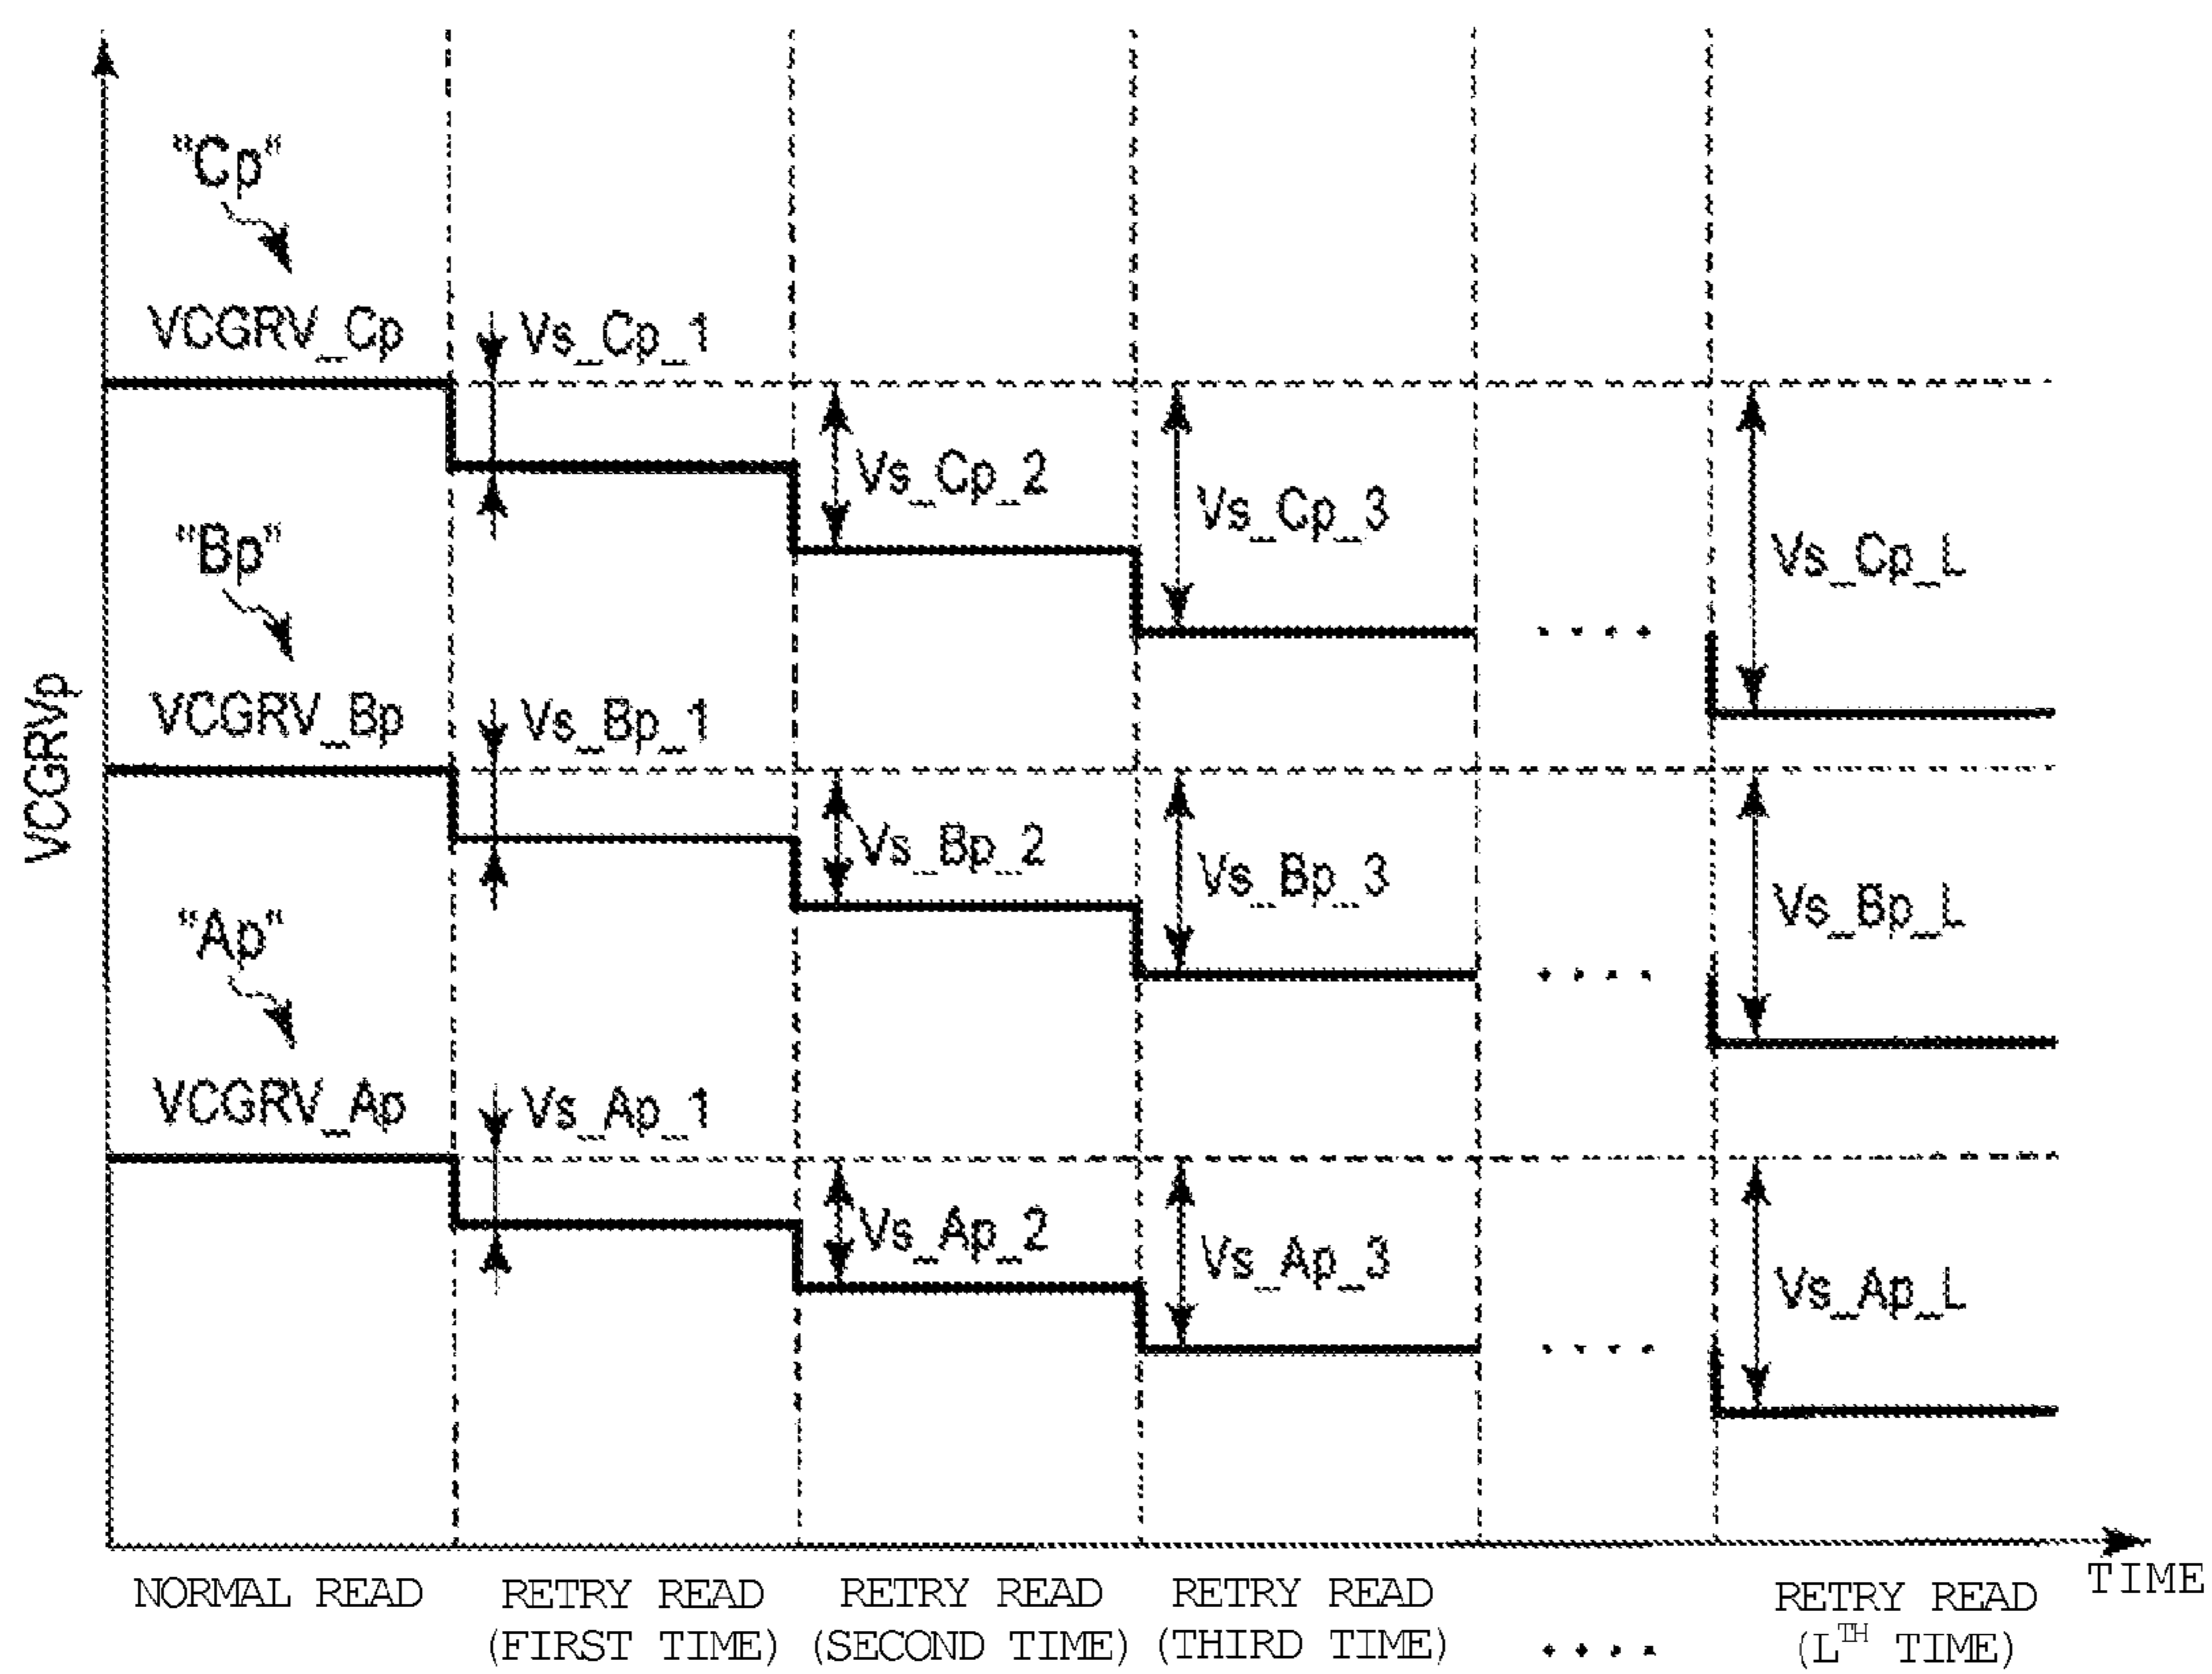 "Cp"
VCGRV_Cp
Vs_Cp_1
Vs_Cp_2
Vs_Cp_3
Vs_Cp_L
"Bp"
VCGRV_Bp
Vs_Bp_1
Vs_Bp_2
Vs_Bp_3
Vs_Bp_L
VCGRVp
"Ap"
VCGRV_Ap
Vs_Ap_1
Vs_Ap_2
Vs_Ap_3
Vs_Ap_L
TIME
NORMAL READ
RETRY READ
(FIRST TIME)
RETRY READ
(SECOND TIME)
RETRY READ
(THIRD TIME)
....
RETRY READ
(L^TH TIME)